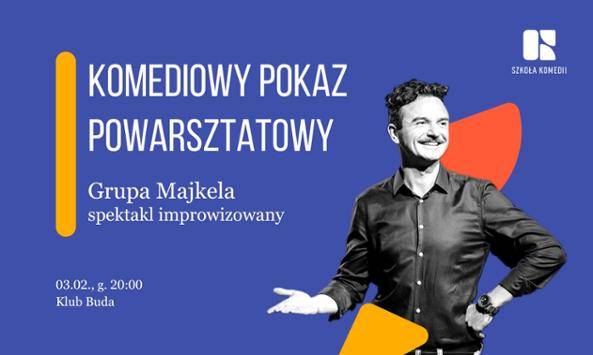 KOMEDIOWY POKAZ
POWARSZTATOWY
Grupa Majkela
spektakl improwizowany
03.02., g. 20:00
Klub Buda
SZKOŁA KOMEDII